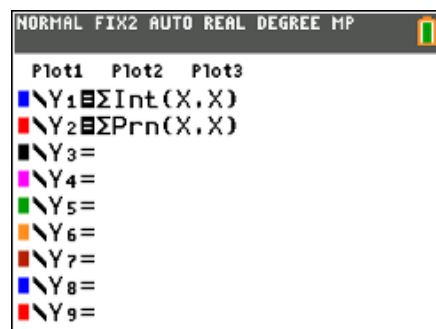 NORMAL FIX2 AUTO REAL DEGREE MP
Plot1 Plot2 Plot3
\Y₁=ΣInt(X,X)
\Y₂=ΣPrn(X,X)
\Y₃=
\Y₄=
\Y₅=
\Y₆=
\Y₇=
\Y₈=
\Y₉=